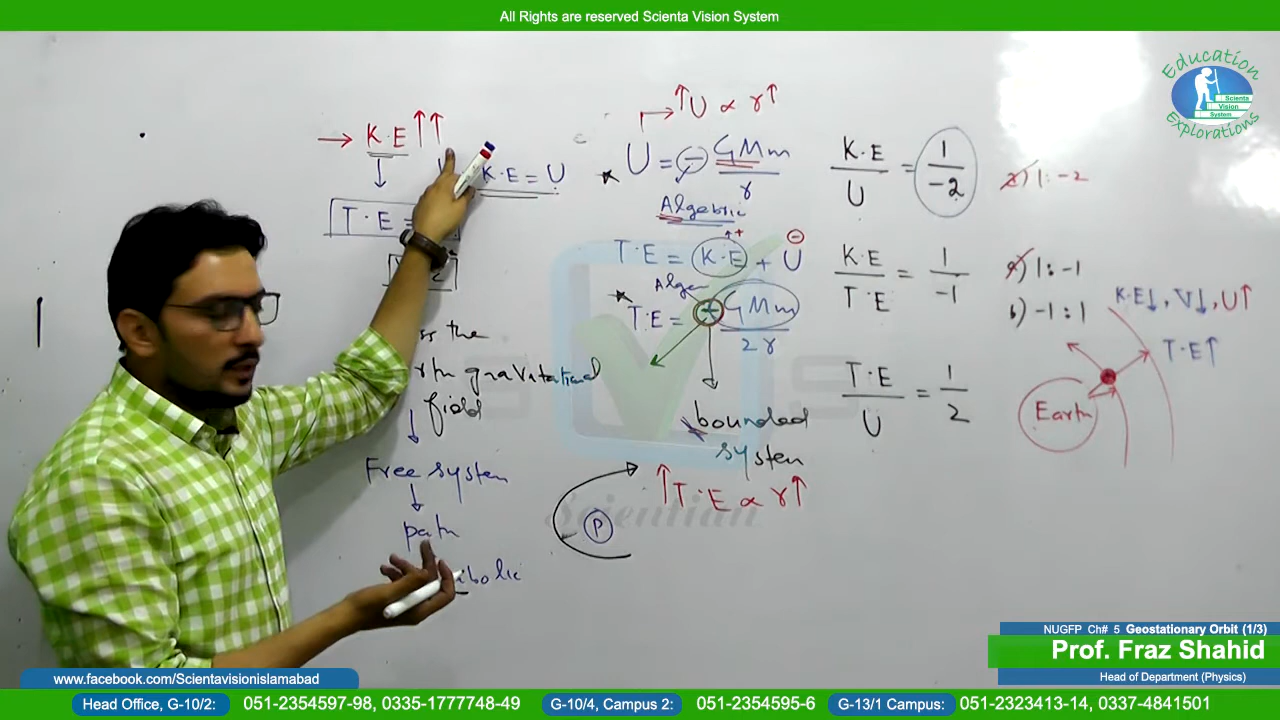 All Rights are reserved Scienta Vision System
Education
Scienta
Vision
System
Explorations
→ K.E ↑↑
K.E = U
T.E =
the
gravitational
field
↓
Free system
↓
path
↑U ∝ r↑
U = - GMm / r
Algebric
T.E = K.E + U
++
⊖
Algeb
T.E = - GMm / 2r
bounded
system
↑T.E ∝ r↑
P
K.E / U = 1 / -2
a) 1 : -2
K.E / T.E = 1 / -1
a) 1 : -1
b) -1 : 1
T.E / U = 1 / 2
K.E↓, V↓, U↑
T.E↑
Earth
Scientian
NUGFP Ch# 5 Geostationary Orbit (1/3)
Prof. Fraz Shahid
Head of Department (Physics)
www.facebook.com/Scientavisionislamabad
Head Office, G-10/2: 051-2354597-98, 0335-1777748-49 G-10/4, Campus 2: 051-2354595-6 G-13/1 Campus: 051-2323413-14, 0337-4841501